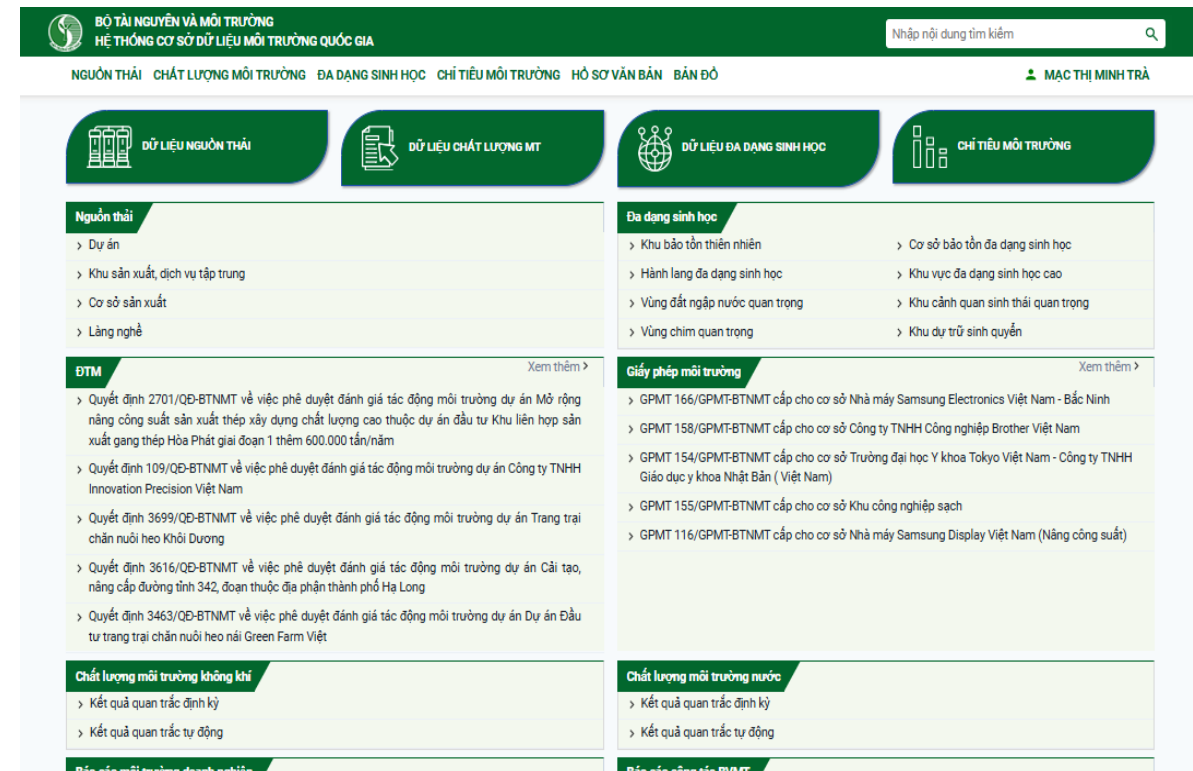 BỘ TÀI NGUYÊN VÀ MÔI TRƯỜNG
HỆ THỐNG CƠ SỞ DỮ LIỆU MÔI TRƯỜNG QUỐC GIA
Nhập nội dung tìm kiếm
NGUỒN THẢI CHẤT LƯỢNG MÔI TRƯỜNG ĐA DẠNG SINH HỌC CHỈ TIÊU MÔI TRƯỜNG HỒ SƠ VĂN BẢN BẢN ĐỒ
MẠC THỊ MINH TRÀ
DỮ LIỆU NGUỒN THẢI
DỮ LIỆU CHẤT LƯỢNG MT
DỮ LIỆU ĐA DẠNG SINH HỌC
CHỈ TIÊU MÔI TRƯỜNG
Nguồn thải
Dự án
Khu sản xuất, dịch vụ tập trung
Cơ sở sản xuất
Làng nghề
Đa dạng sinh học
Khu bảo tồn thiên nhiên
Cơ sở bảo tồn đa dạng sinh học
Hành lang đa dạng sinh học
Khu vực đa dạng sinh học cao
Vùng đất ngập nước quan trọng
Khu cảnh quan sinh thái quan trọng
Vùng chim quan trọng
Khu dự trữ sinh quyển
ĐTM
Xem thêm
Quyết định 2701/QĐ-BTNMT về việc phê duyệt đánh giá tác động môi trường dự án Mở rộng
nâng công suất sản xuất thép xây dựng chất lượng cao thuộc dự án đầu tư Khu liên hợp sản
xuất gang thép Hòa Phát giai đoạn 1 thêm 600.000 tấn/năm
Quyết định 109/QĐ-BTNMT về việc phê duyệt đánh giá tác động môi trường dự án Công ty TNHH
Innovation Precision Việt Nam
Quyết định 3699/QĐ-BTNMT về việc phê duyệt đánh giá tác động môi trường dự án Trang trại
chăn nuôi heo Khôi Dương
Quyết định 3616/QĐ-BTNMT về việc phê duyệt đánh giá tác động môi trường dự án Cải tạo,
nâng cấp đường tỉnh 342, đoạn thuộc địa phận thành phố Hạ Long
Quyết định 3463/QĐ-BTNMT về việc phê duyệt đánh giá tác động môi trường dự án Dự án Đầu
tư trang trại chăn nuôi heo nái Green Farm Việt
Giấy phép môi trường
Xem thêm
GPMT 166/GPMT-BTNMT cấp cho cơ sở Nhà máy Samsung Electronics Việt Nam - Bắc Ninh
GPMT 158/GPMT-BTNMT cấp cho cơ sở Công ty TNHH Công nghiệp Brother Việt Nam
GPMT 154/GPMT-BTNMT cấp cho cơ sở Trường đại học Y khoa Tokyo Việt Nam - Công ty TNHH
Giáo dục y khoa Nhật Bản ( Việt Nam)
GPMT 155/GPMT-BTNMT cấp cho cơ sở Khu công nghiệp sạch
GPMT 116/GPMT-BTNMT cấp cho cơ sở Nhà máy Samsung Display Việt Nam (Nâng công suất)
Chất lượng môi trường không khí
Kết quả quan trắc định kỳ
Kết quả quan trắc tự động
Chất lượng môi trường nước
Kết quả quan trắc định kỳ
Kết quả quan trắc tự động
Báo cáo môi trường doanh nghiệp
Báo cáo công tác BVMT